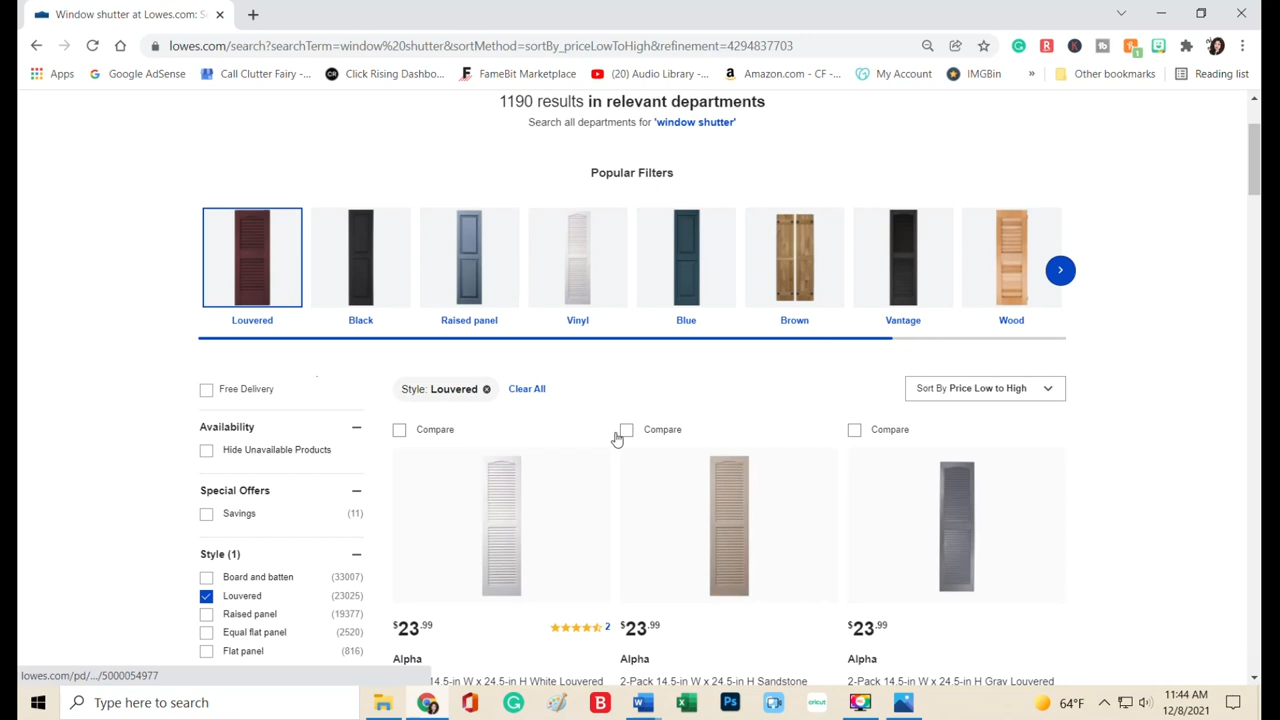 Window shutter at Lowes.com: S
lowes.com/search?searchTerm=window%20shutter&sortMethod=sortBy_priceLowToHigh&refinement=4294837703
Apps Google AdSense Call Clutter Fairy -... Click Rising Dashbo... FameBit Marketplace (20) Audio Library -... Amazon.com - CF -... My Account IMGBin » Other bookmarks Reading list
1190 results in relevant departments
Search all departments for 'window shutter'
Popular Filters
Louvered Black Raised panel Vinyl Blue Brown Vantage Wood
Free Delivery
Style: Louvered Clear All
Sort By Price Low to High
Availability
Hide Unavailable Products
Compare Compare Compare
Special Offers
Savings (11)
Style (1)
Board and batten (33007)
Louvered (23025)
Raised panel (19377)
Equal flat panel (2520)
Flat panel (816)
$23.99 2 $23.99 $23.99
Alpha Alpha Alpha
14.5-in W x 24.5-in H White Louvered 2-Pack 14.5-in W x 24.5-in H Sandstone 2-Pack 14.5-in W x 24.5-in H Gray Louvered
lowes.com/pd/.../5000054977
Type here to search
cricut
64°F
11:44 AM
12/8/2021